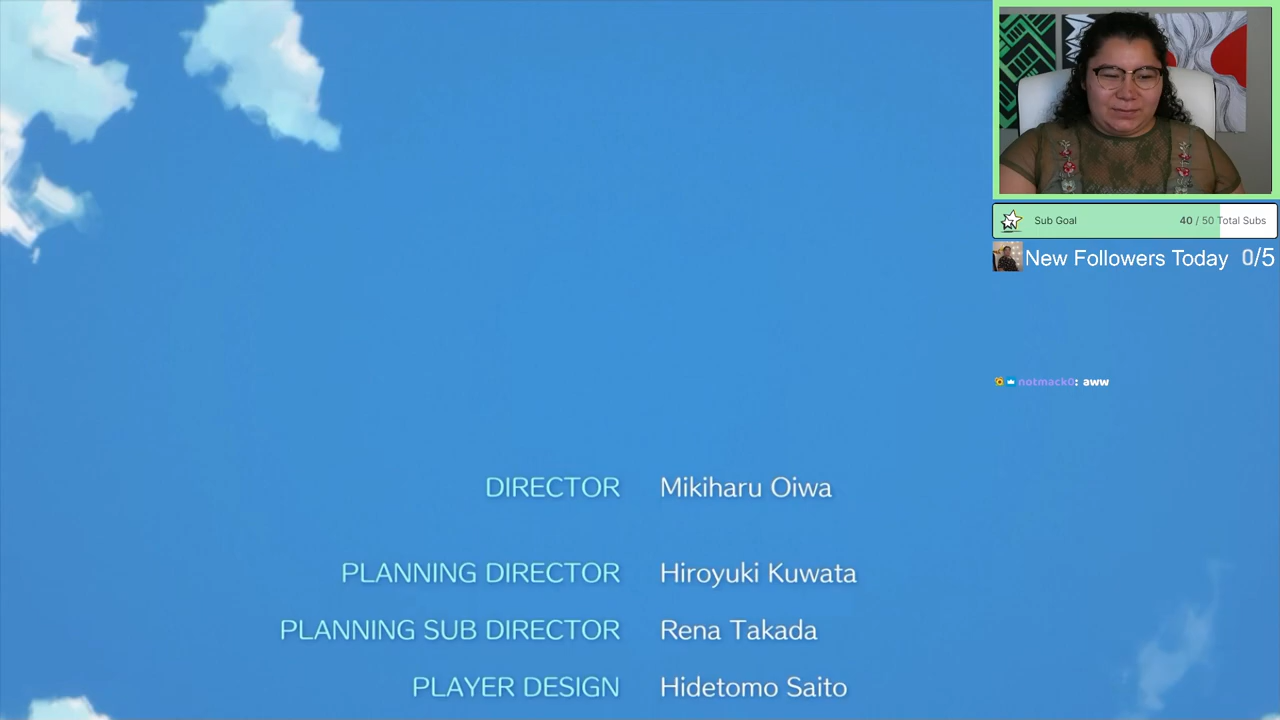 Sub Goal 40 / 50 Total Subs
New Followers Today 0/5
notmack0: aww
DIRECTOR Mikiharu Oiwa
PLANNING DIRECTOR Hiroyuki Kuwata
PLANNING SUB DIRECTOR Rena Takada
PLAYER DESIGN Hidetomo Saito